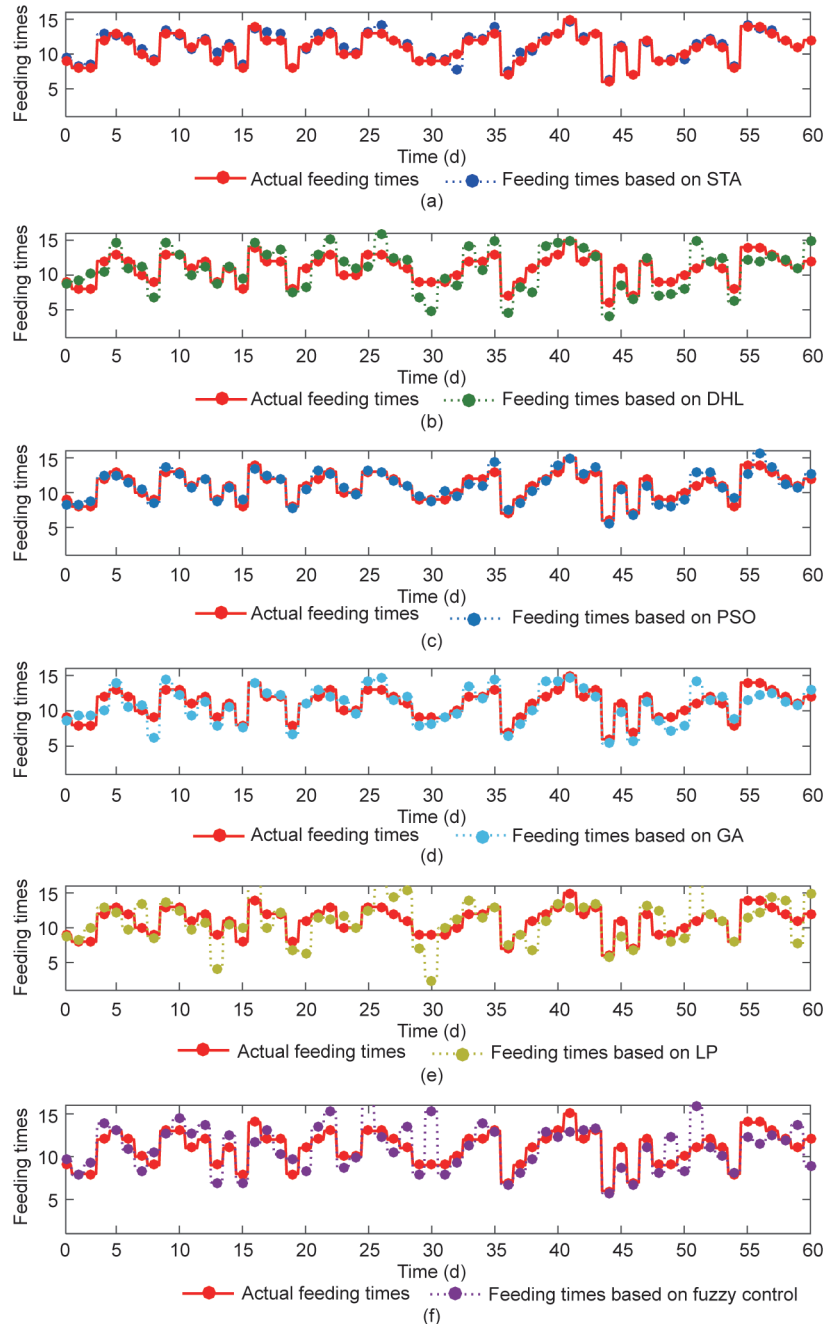 Feeding times
15
10
5
0 5 10 15 20 25 30 35 40 45 50 55 60
Time (d)
Actual feeding times Feeding times based on STA
(a)
Feeding times
15
10
5
0 5 10 15 20 25 30 35 40 45 50 55 60
Time (d)
Actual feeding times Feeding times based on DHL
(b)
Feeding times
15
10
5
0 5 10 15 20 25 30 35 40 45 50 55 60
Time (d)
Actual feeding times Feeding times based on PSO
(c)
Feeding times
15
10
5
0 5 10 15 20 25 30 35 40 45 50 55 60
Time (d)
Actual feeding times Feeding times based on GA
(d)
Feeding times
15
10
5
0 5 10 15 20 25 30 35 40 45 50 55 60
Time (d)
Actual feeding times Feeding times based on LP
(e)
Feeding times
15
10
5
0 5 10 15 20 25 30 35 40 45 50 55 60
Time (d)
Actual feeding times Feeding times based on fuzzy control
(f)